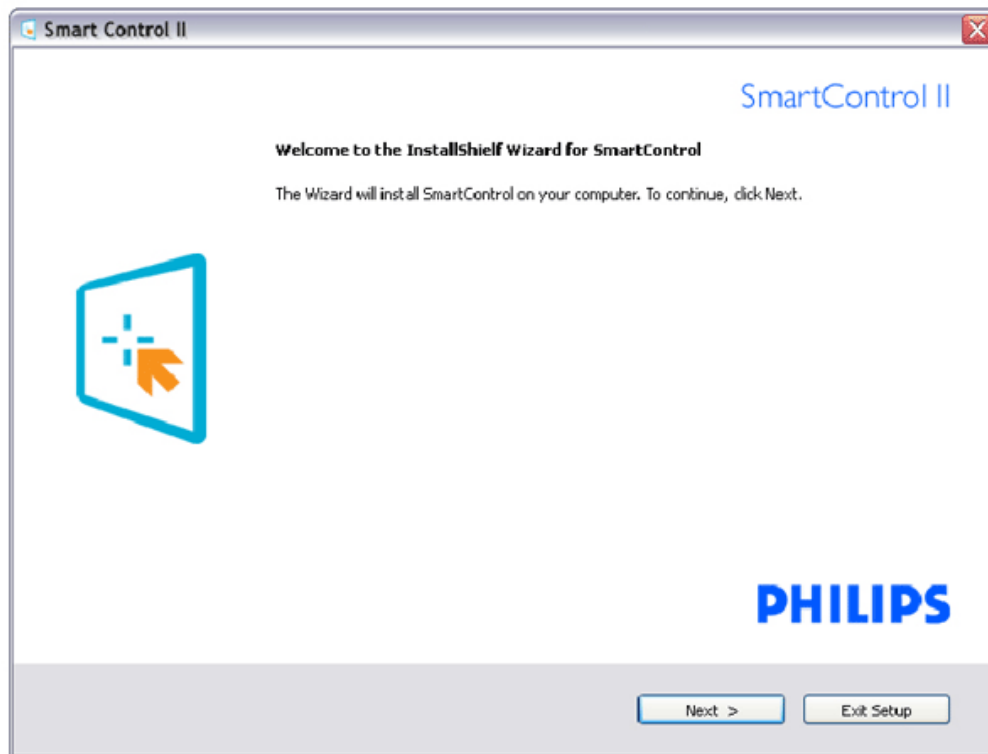 Smart Control II
SmartControl II
Welcome to the InstallShield Wizard for SmartControl
The Wizard will install SmartControl on your computer. To continue, click Next.
PHILIPS
Next >
Exit Setup